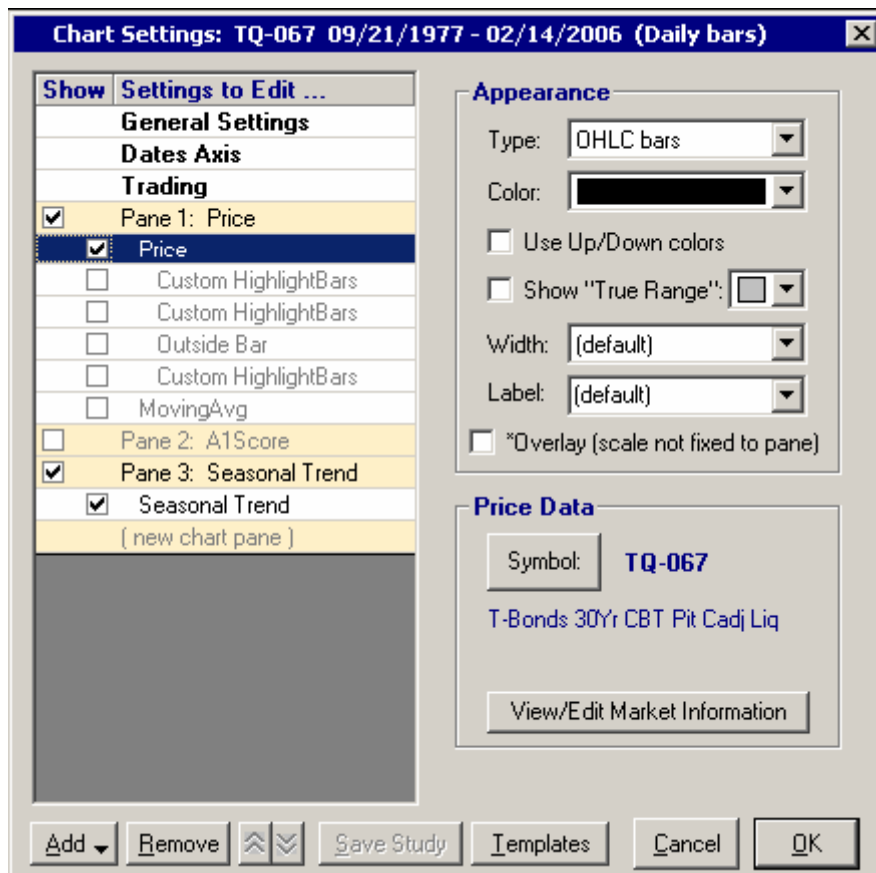 Chart Settings: TQ-067 09/21/1977 - 02/14/2006 (Daily bars)
Show Settings to Edit ...
General Settings
Dates Axis
Trading
Pane 1: Price
Price
Custom HighlightBars
Custom HighlightBars
Outside Bar
Custom HighlightBars
MovingAvg
Pane 2: A1Score
Pane 3: Seasonal Trend
Seasonal Trend
( new chart pane )
Appearance
Type: OHLC bars
Color:
Use Up/Down colors
Show "True Range":
Width: (default)
Label: (default)
*Overlay (scale not fixed to pane)
Price Data
Symbol: TQ-067
T-Bonds 30Yr CBT Pit Cadj Liq
View/Edit Market Information
Add Remove Save Study Templates Cancel OK